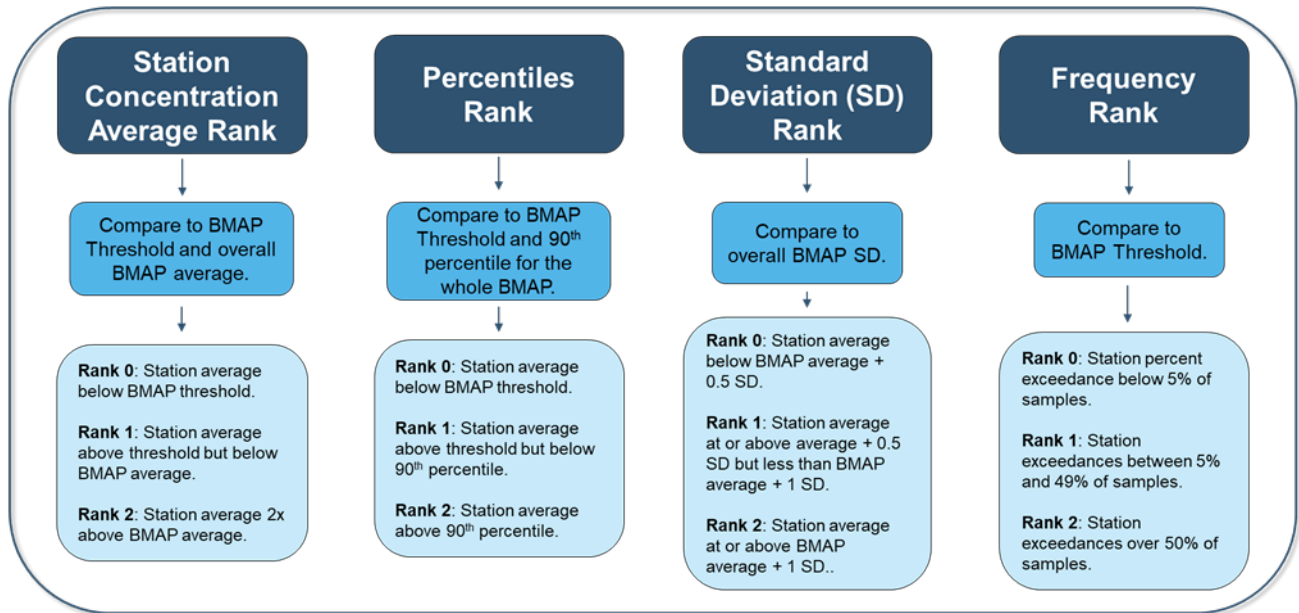 Station
Concentration
Average Rank
Compare to BMAP
Threshold and overall
BMAP average.
Rank 0: Station average
below BMAP threshold.
Rank 1: Station average
above threshold but below
BMAP average.
Rank 2: Station average 2x
above BMAP average.
Percentiles
Rank
Compare to BMAP
Threshold and 90th
percentile for the
whole BMAP.
Rank 0: Station average
below BMAP threshold.
Rank 1: Station average
above threshold but below
90th percentile.
Rank 2: Station average
above 90th percentile.
Standard
Deviation (SD)
Rank
Compare to
overall BMAP SD.
Rank 0: Station average
below BMAP average +
0.5 SD.
Rank 1: Station average
at or above average + 0.5
SD but less than BMAP
average + 1 SD.
Rank 2: Station average
at or above BMAP
average + 1 SD..
Frequency
Rank
Compare to
BMAP Threshold.
Rank 0: Station percent
exceedance below 5% of
samples.
Rank 1: Station
exceedances between 5%
and 49% of samples.
Rank 2: Station
exceedances over 50% of
samples.